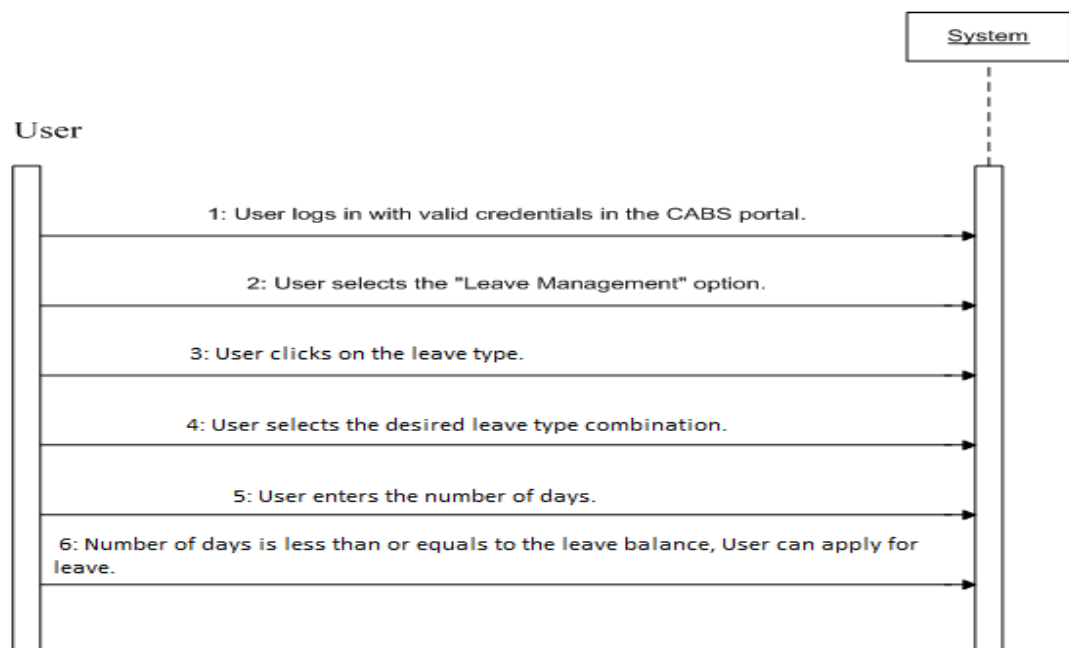 System
User
1: User logs in with valid credentials in the CABS portal.
2: User selects the "Leave Management" option.
3: User clicks on the leave type.
4: User selects the desired leave type combination.
5: User enters the number of days.
6: Number of days is less than or equals to the leave balance, User can apply for
leave.